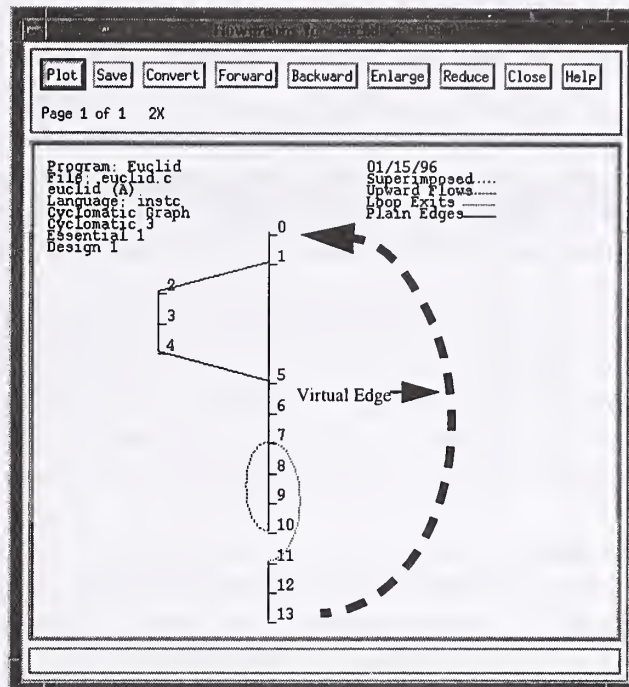 Plot Save Convert Forward Backward Enlarge Reduce Close Help
Page 1 of 1 2X
Program: Euclid
File: euclid.c
euclid (A)
Language: instc
Cyclomatic Graph
Cyclomatic 3
Essential 1
Design 1
01/15/96
Superimposed....
Upward Flows.....
Loop Exits
Plain Edges
0
1
2
3
4
5
Virtual Edge
6
7
8
9
10
11
12
13